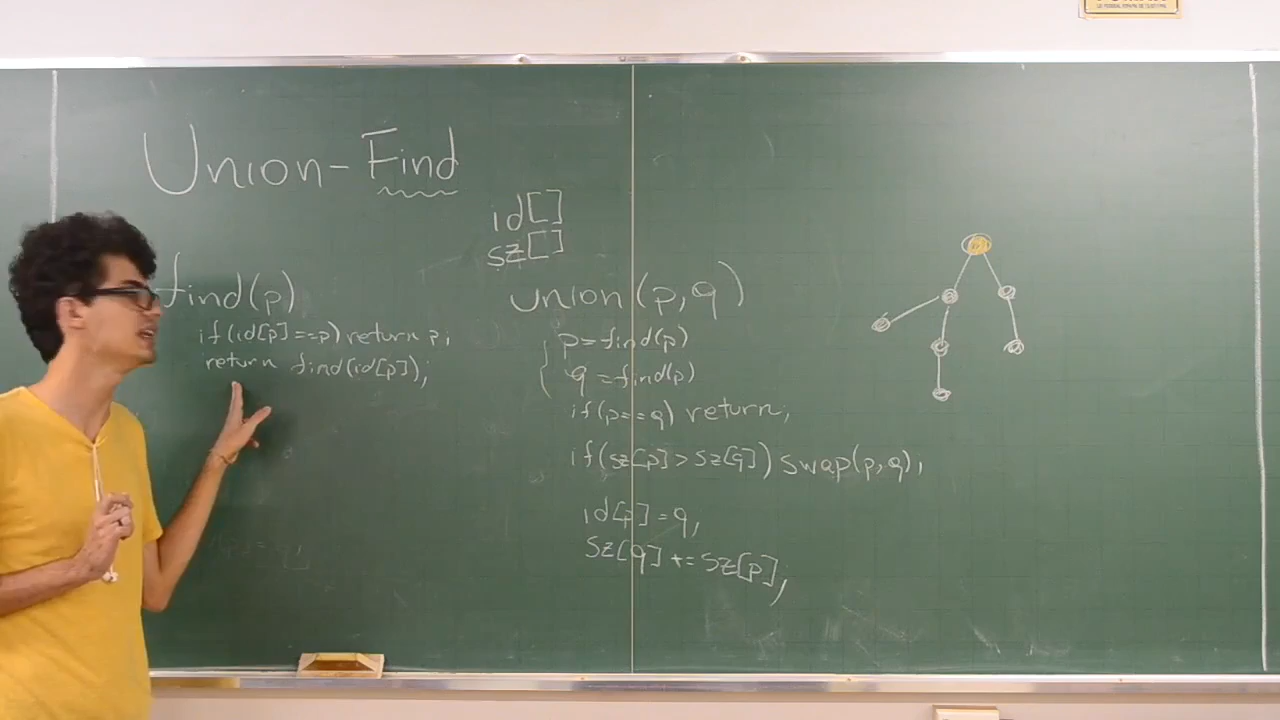 Union-Find
id[]
sz[]
find(p)
if(id[p]==p) return p;
return find(id[p]);
union(p,q)
p=find(p)
q=find(p)
if(p==q) return;
if(sz[p]>sz[q]) swap(p,q);
id[p]=q;
sz[q]+=sz[p];